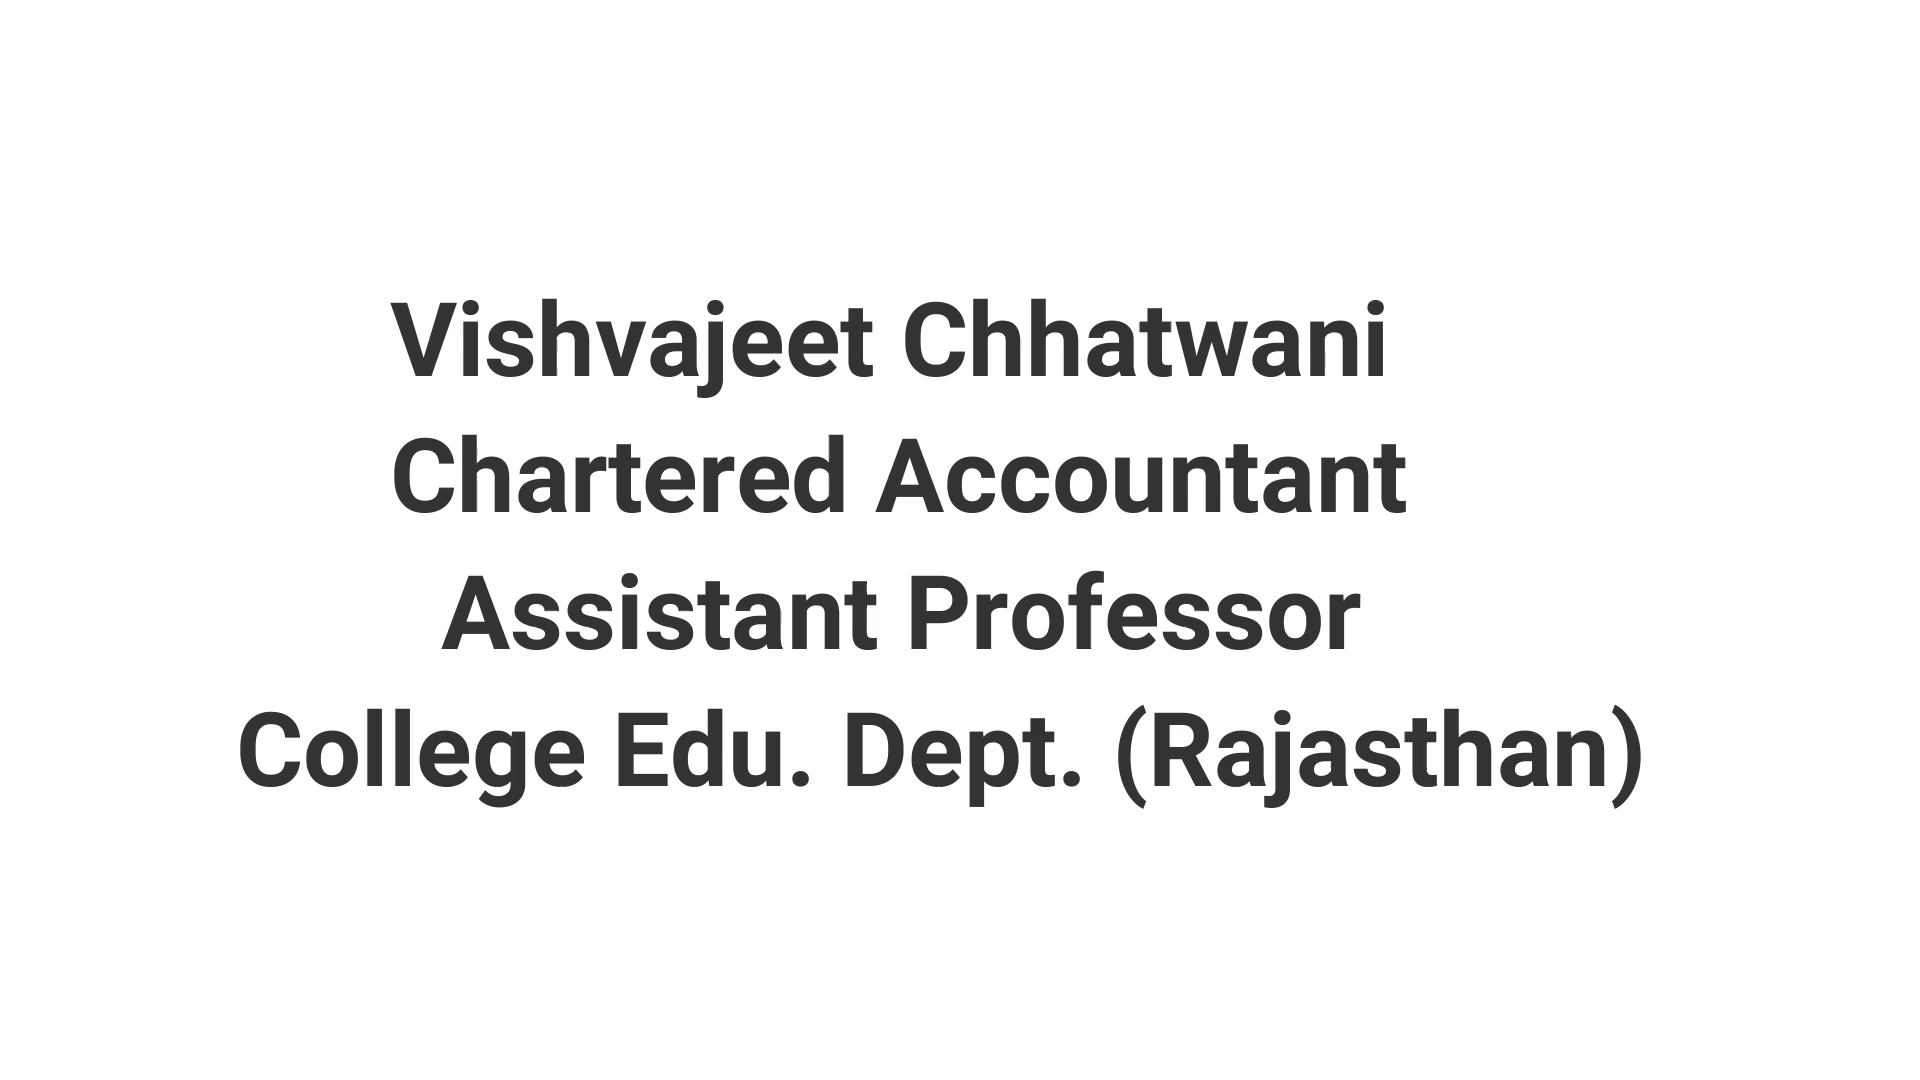 Vishvajeet Chhatwani
Chartered Accountant
Assistant Professor
College Edu. Dept. (Rajasthan)